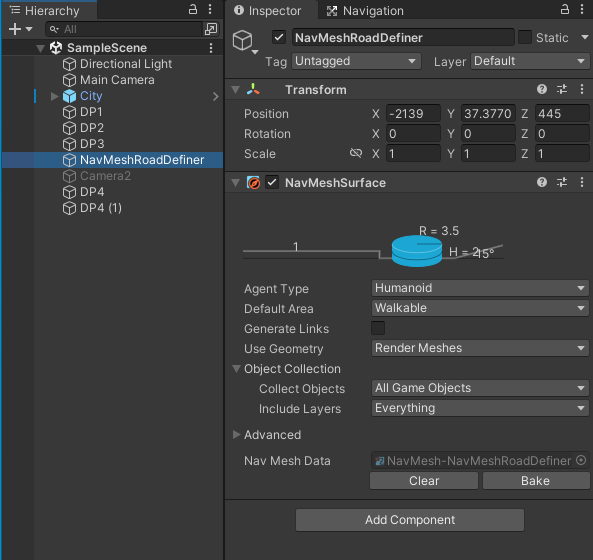 Hierarchy
All
SampleScene
Directional Light
Main Camera
City
DP1
DP2
DP3
NavMeshRoadDefiner
Camera2
DP4
DP4 (1)
Inspector
Navigation
NavMeshRoadDefiner
Static
Tag Untagged Layer Default
Transform
Position X -2139 Y 37.3770 Z 445
Rotation X 0 Y 0 Z 0
Scale X 1 Y 1 Z 1
NavMeshSurface
R = 3.5
1
H = 2
15°
Agent Type Humanoid
Default Area Walkable
Generate Links
Use Geometry Render Meshes
Object Collection
Collect Objects All Game Objects
Include Layers Everything
Advanced
Nav Mesh Data NavMesh-NavMeshRoadDefiner
Clear Bake
Add Component